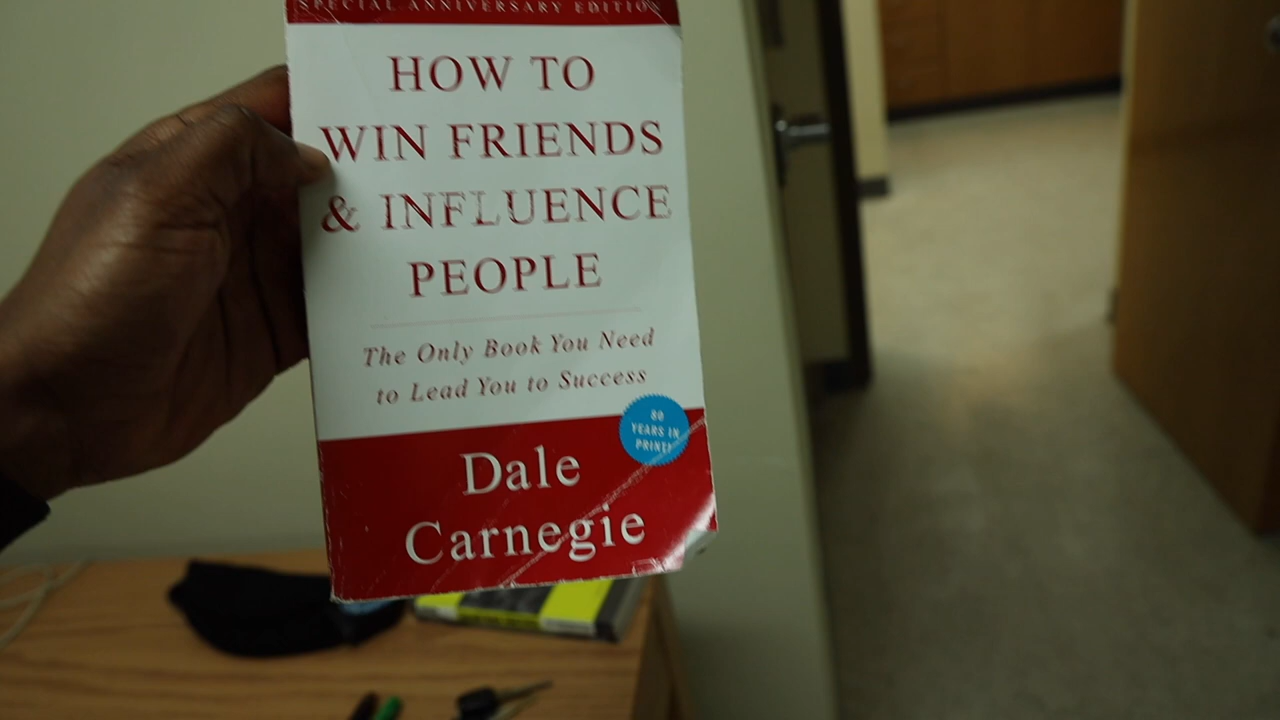 SPECIAL ANNIVERSARY EDITION
HOW TO
WIN FRIENDS
& INFLUENCE
PEOPLE
The Only Book You Need
to Lead You to Success
80
YEARS IN
PRINT!
Dale
Carnegie